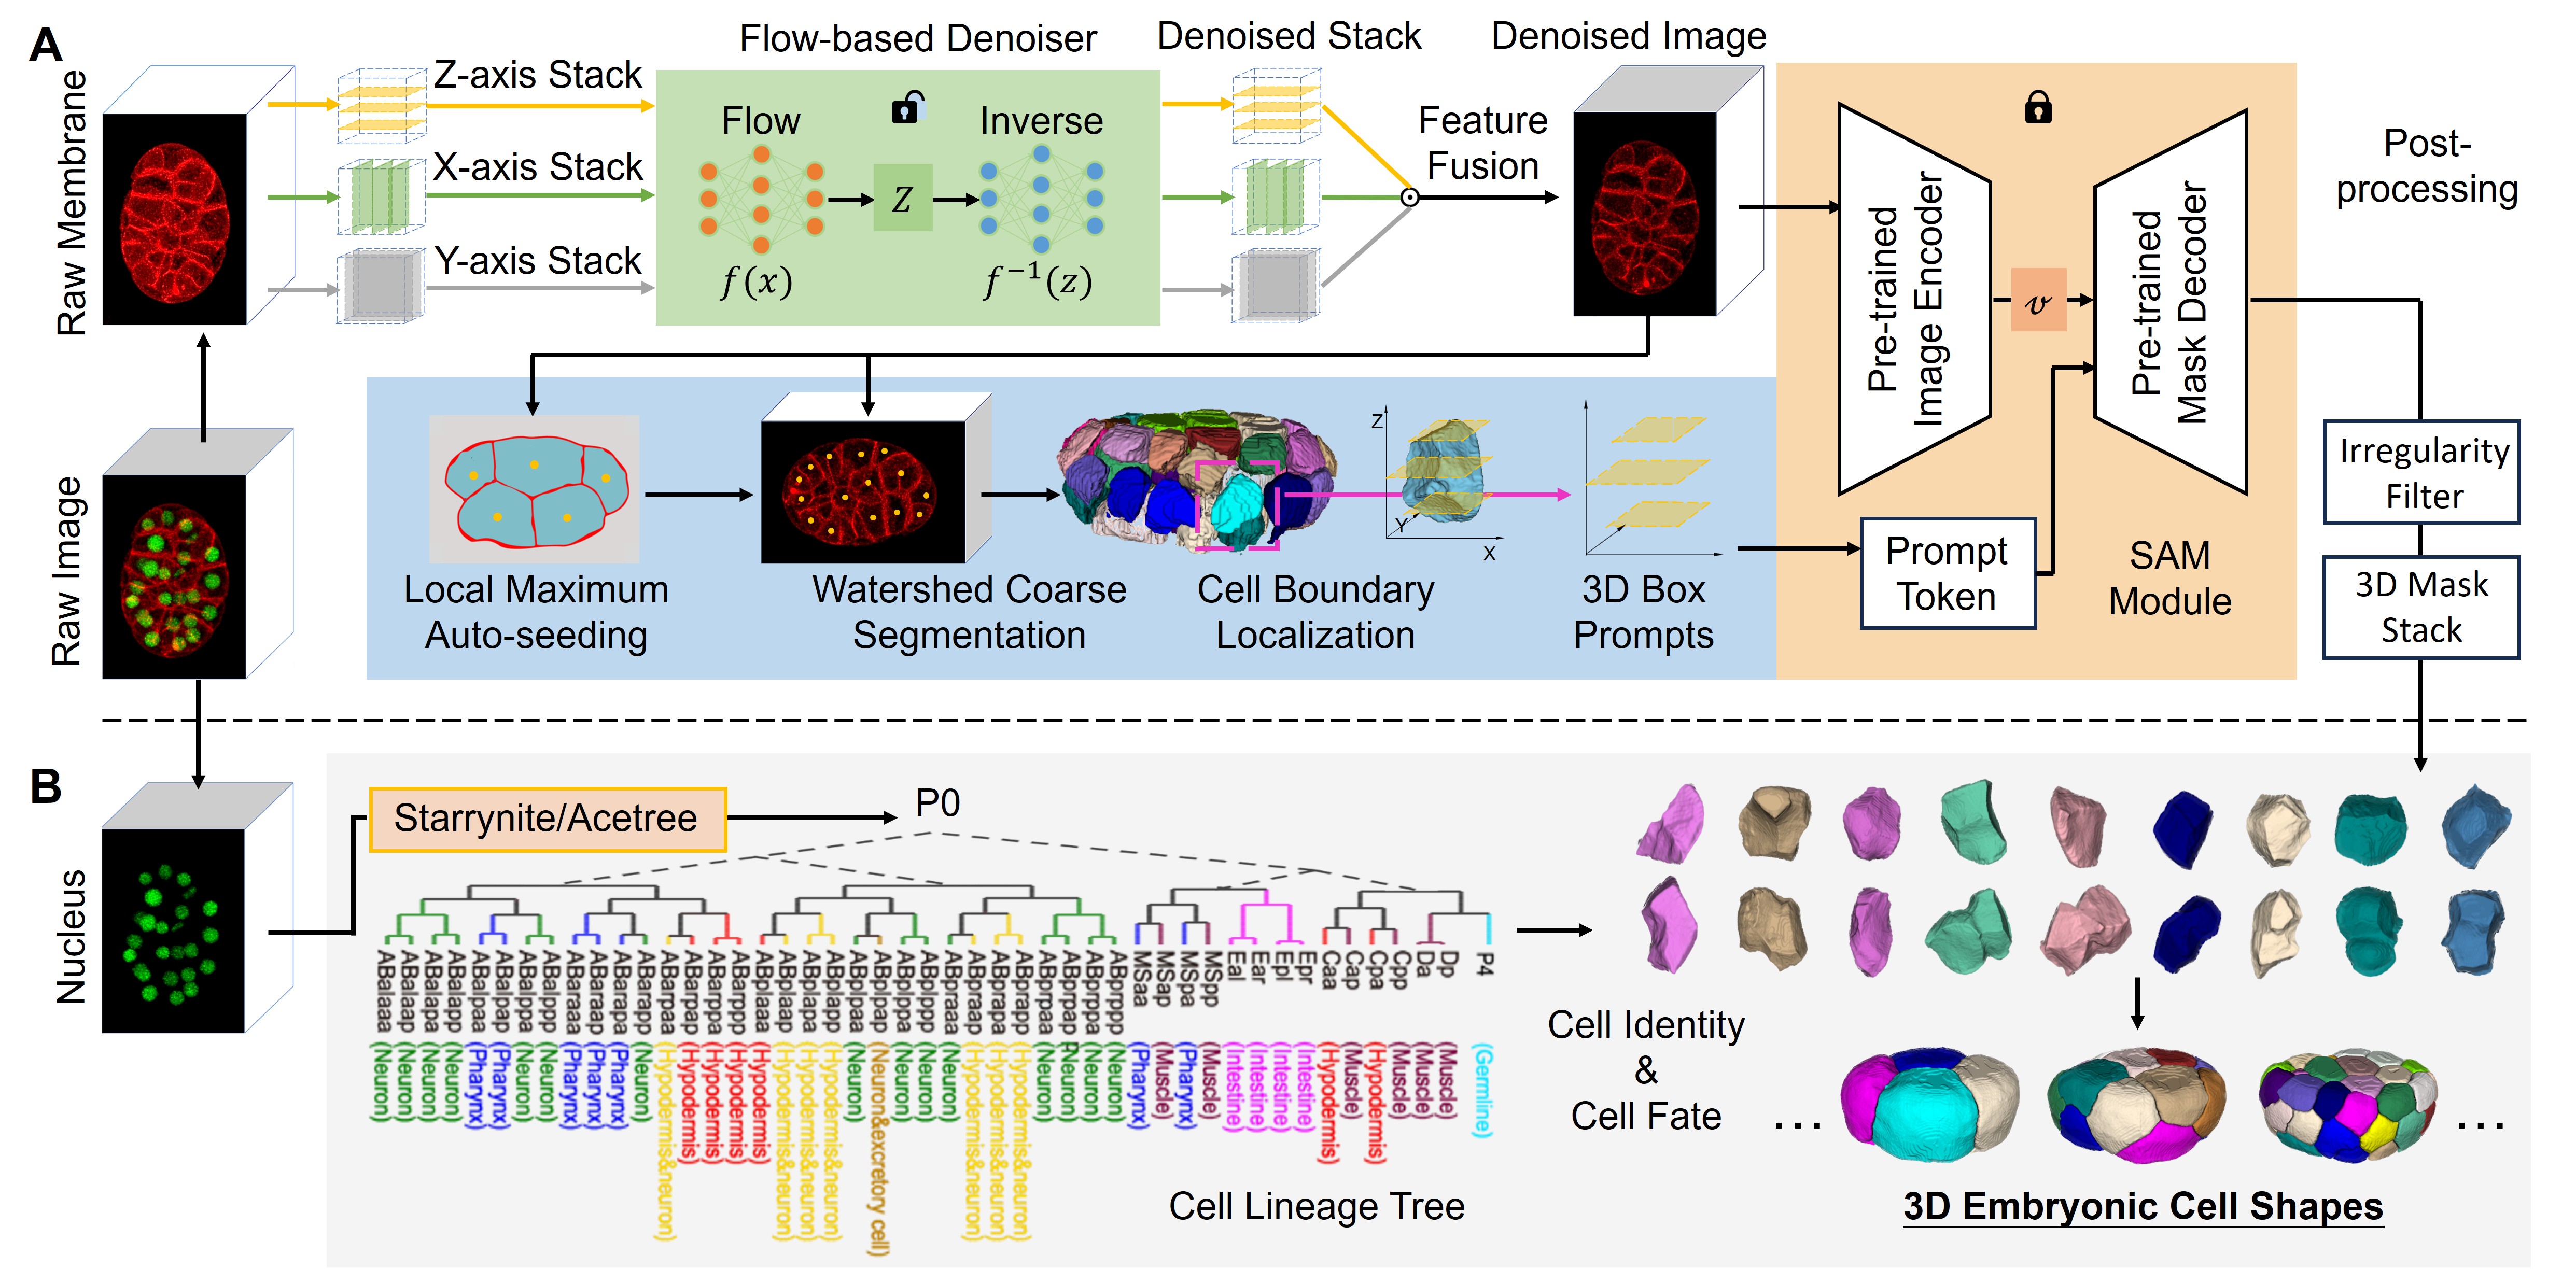 A
Raw Membrane
Z-axis Stack
X-axis Stack
Y-axis Stack
Flow-based Denoiser
Flow
Inverse
Z
f(x)
f⁻¹(z)
Denoised Stack
Feature
Fusion
Denoised Image
Pre-trained
Image Encoder
v
Pre-trained
Mask Decoder
Post-
processing
Raw Image
Local Maximum
Auto-seeding
Watershed Coarse
Segmentation
Cell Boundary
Localization
Z
Y
X
3D Box
Prompts
Prompt
Token
SAM
Module
Irregularity
Filter
3D Mask
Stack
B
Nucleus
Starrynite/Acetree
P0
ABalaaa
(Neuron)
ABalaap
(Neuron)
ABalapa
(Neuron)
ABalapp
(Neuron)
ABalpaa
(Pharynx)
ABalpap
(Pharynx)
ABalppa
(Neuron)
ABalppp
(Neuron)
ABaraaa
(Pharynx)
ABaraap
(Pharynx)
ABarapa
(Pharynx)
ABarapp
(Neuron)
ABarpaa
(Hypodermis&neuron)
ABarpap
(Hypodermis)
ABarppa
(Hypodermis)
ABarppp
(Hypodermis)
ABplaaa
(Hypodermis)
ABplaap
(Hypodermis&neuron)
ABplapa
(Hypodermis&neuron)
ABplapp
(Hypodermis&neuron)
ABplpaa
(Neuron)
ABplpap
(Neuron&excretory cell)
ABplppa
(Neuron)
ABplppp
(Neuron)
ABpraaa
(Neuron)
ABpraap
(Hypodermis&neuron)
ABprapa
(Hypodermis&neuron)
ABprapp
(Hypodermis&neuron)
ABprpaa
(Neuron)
ABprpap
(Neuron)
ABprppa
(Neuron)
ABprppp
(Neuron)
MSaa
(Pharynx)
MSap
(Muscle)
MSpa
(Pharynx)
MSpp
(Muscle)
Eal
(Intestine)
Ear
(Intestine)
Epl
(Intestine)
Epr
(Intestine)
Caa
(Hypodermis)
Cap
(Muscle)
Cpa
(Hypodermis)
Cpp
(Muscle)
Da
(Muscle)
Dp
(Muscle)
P4
(Germline)
Cell Lineage Tree
Cell Identity
&
Cell Fate
...
...
3D Embryonic Cell Shapes